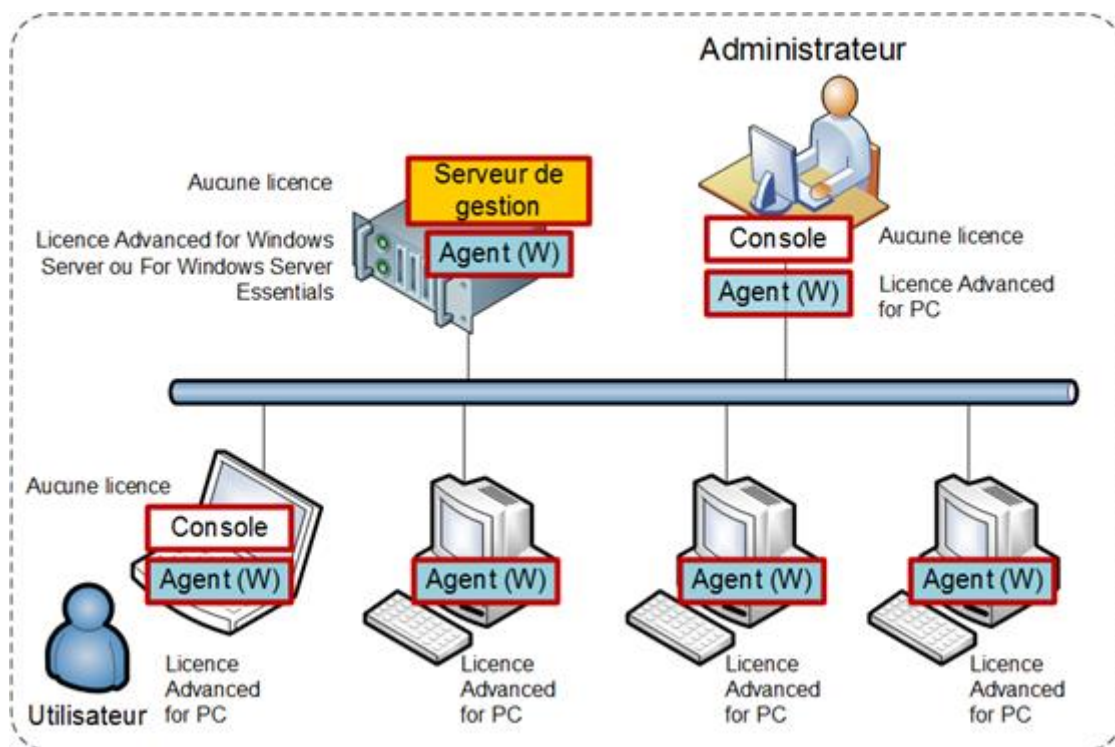 Administrateur
Aucune licence
Serveur de
gestion
Licence Advanced for Windows
Server ou For Windows Server
Essentials
Agent (W)
Console
Aucune licence
Agent (W)
Licence Advanced
for PC
Aucune licence
Console
Agent (W)
Agent (W)
Agent (W)
Agent (W)
Utilisateur
Licence
Advanced
for PC
Licence
Advanced
for PC
Licence
Advanced
for PC
Licence
Advanced
for PC